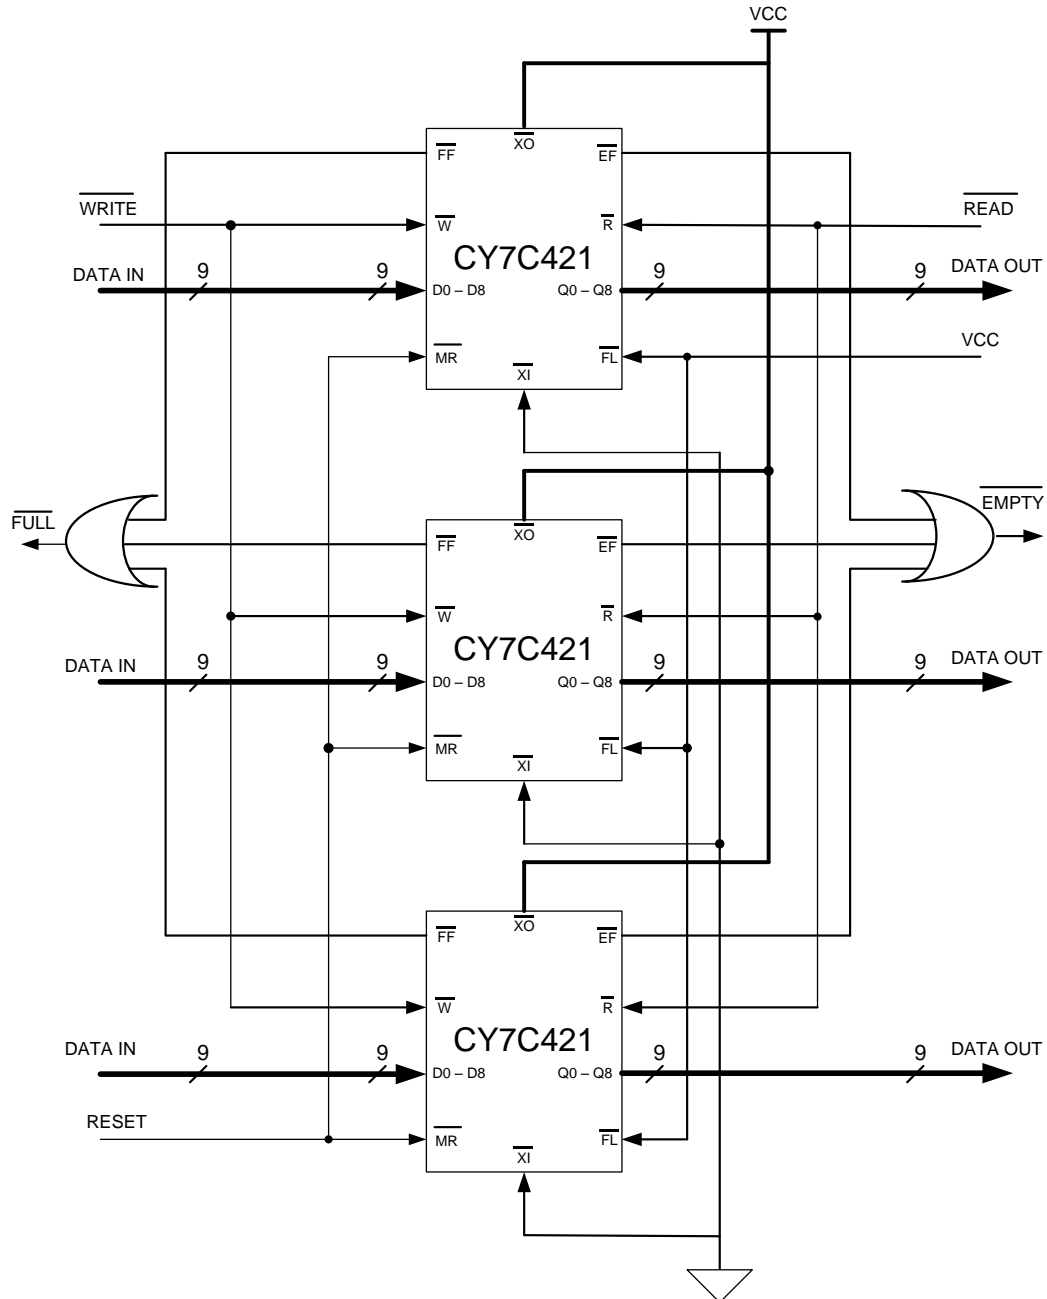 VCC
XO
FF
EF
WRITE
W
R
READ
CY7C421
DATA IN
9
9
D0 – D8
Q0 – Q8
9
9
DATA OUT
MR
XI
FL
VCC
FULL
XO
EMPTY
FF
EF
W
R
CY7C421
DATA IN
9
9
D0 – D8
Q0 – Q8
9
9
DATA OUT
MR
XI
FL
XO
FF
EF
W
R
CY7C421
DATA IN
9
9
D0 – D8
Q0 – Q8
9
9
DATA OUT
RESET
MR
XI
FL